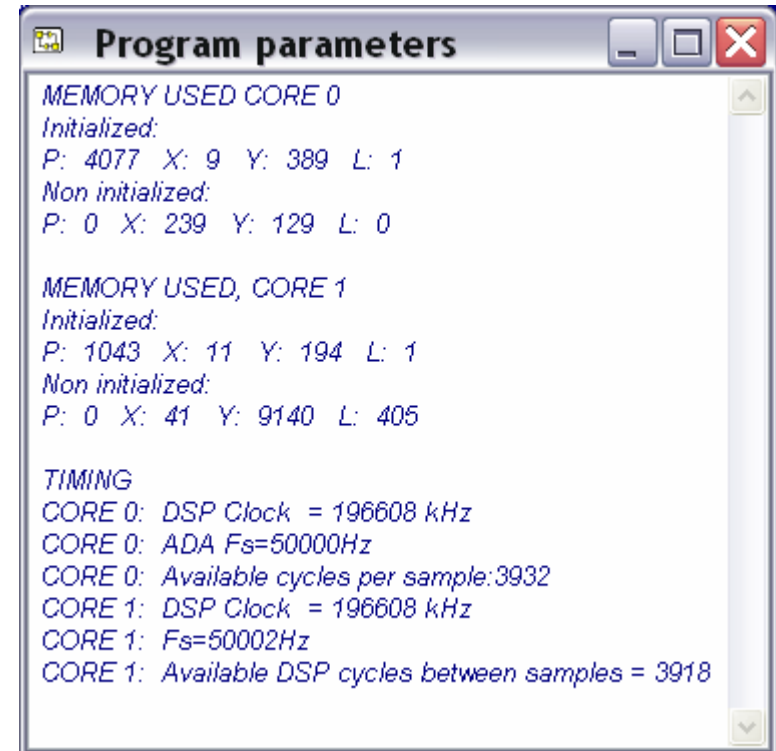 Program parameters
MEMORY USED CORE 0
Initialized:
P: 4077 X: 9 Y: 389 L: 1
Non initialized:
P: 0 X: 239 Y: 129 L: 0
MEMORY USED, CORE 1
Initialized:
P: 1043 X: 11 Y: 194 L: 1
Non initialized:
P: 0 X: 41 Y: 9140 L: 405
TIMING
CORE 0: DSP Clock = 196608 kHz
CORE 0: ADA Fs=50000Hz
CORE 0: Available cycles per sample:3932
CORE 1: DSP Clock = 196608 kHz
CORE 1: Fs=50002Hz
CORE 1: Available DSP cycles between samples = 3918